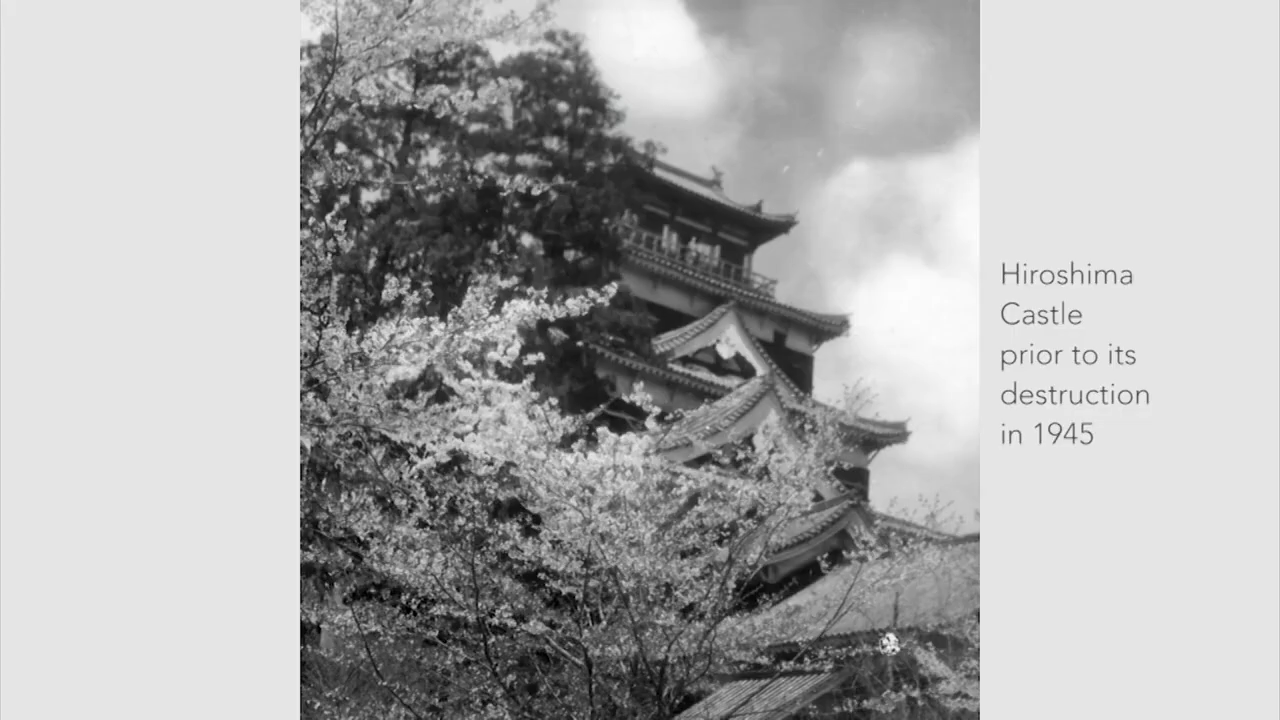 Hiroshima
Castle
prior to its
destruction
in 1945